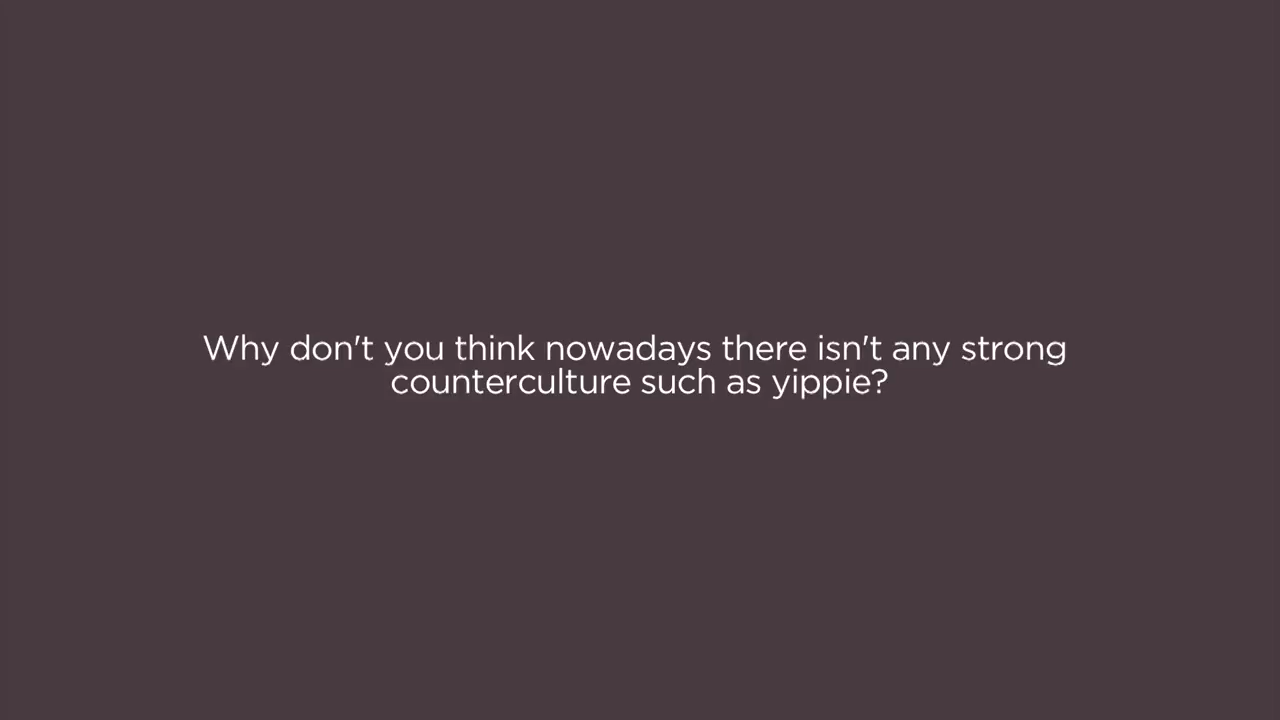 Why don't you think nowadays there isn't any strong
counterculture such as yippie?